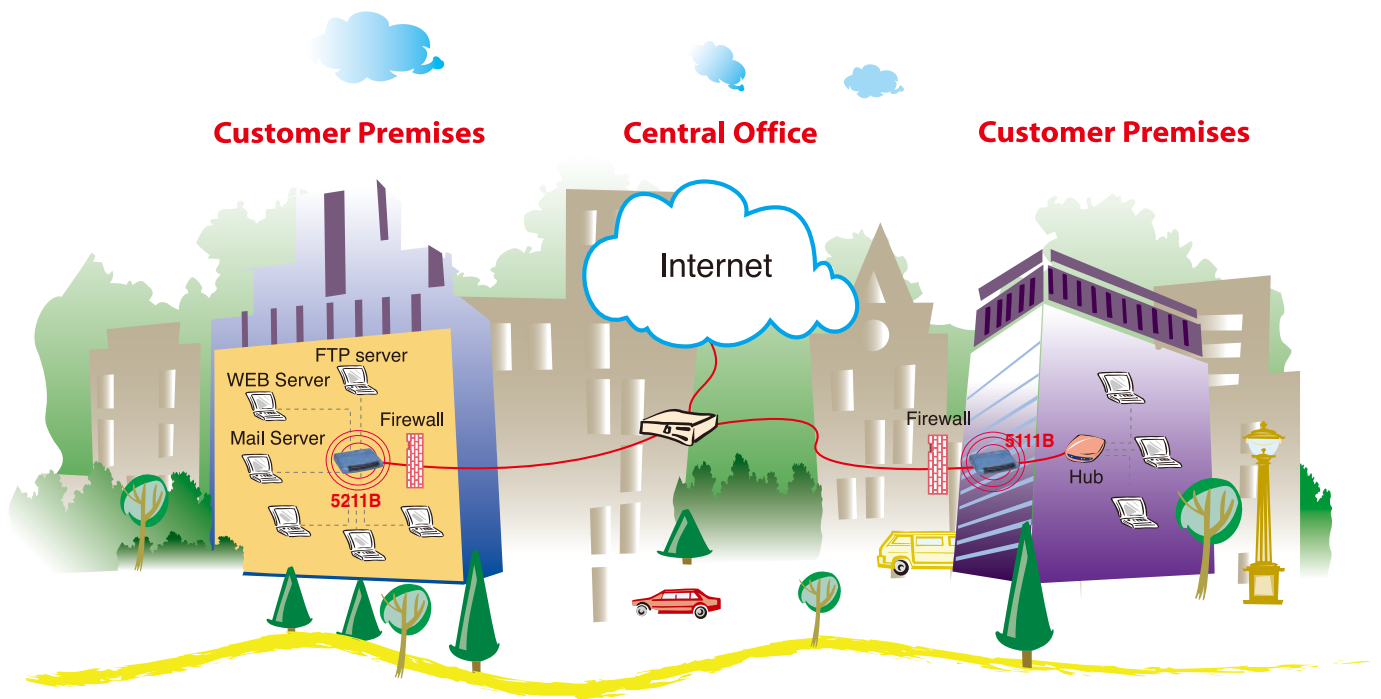 Customer Premises
Central Office
Customer Premises
Internet
FTP server
WEB Server
Firewall
Mail Server
5211B
Firewall
5111B
Hub